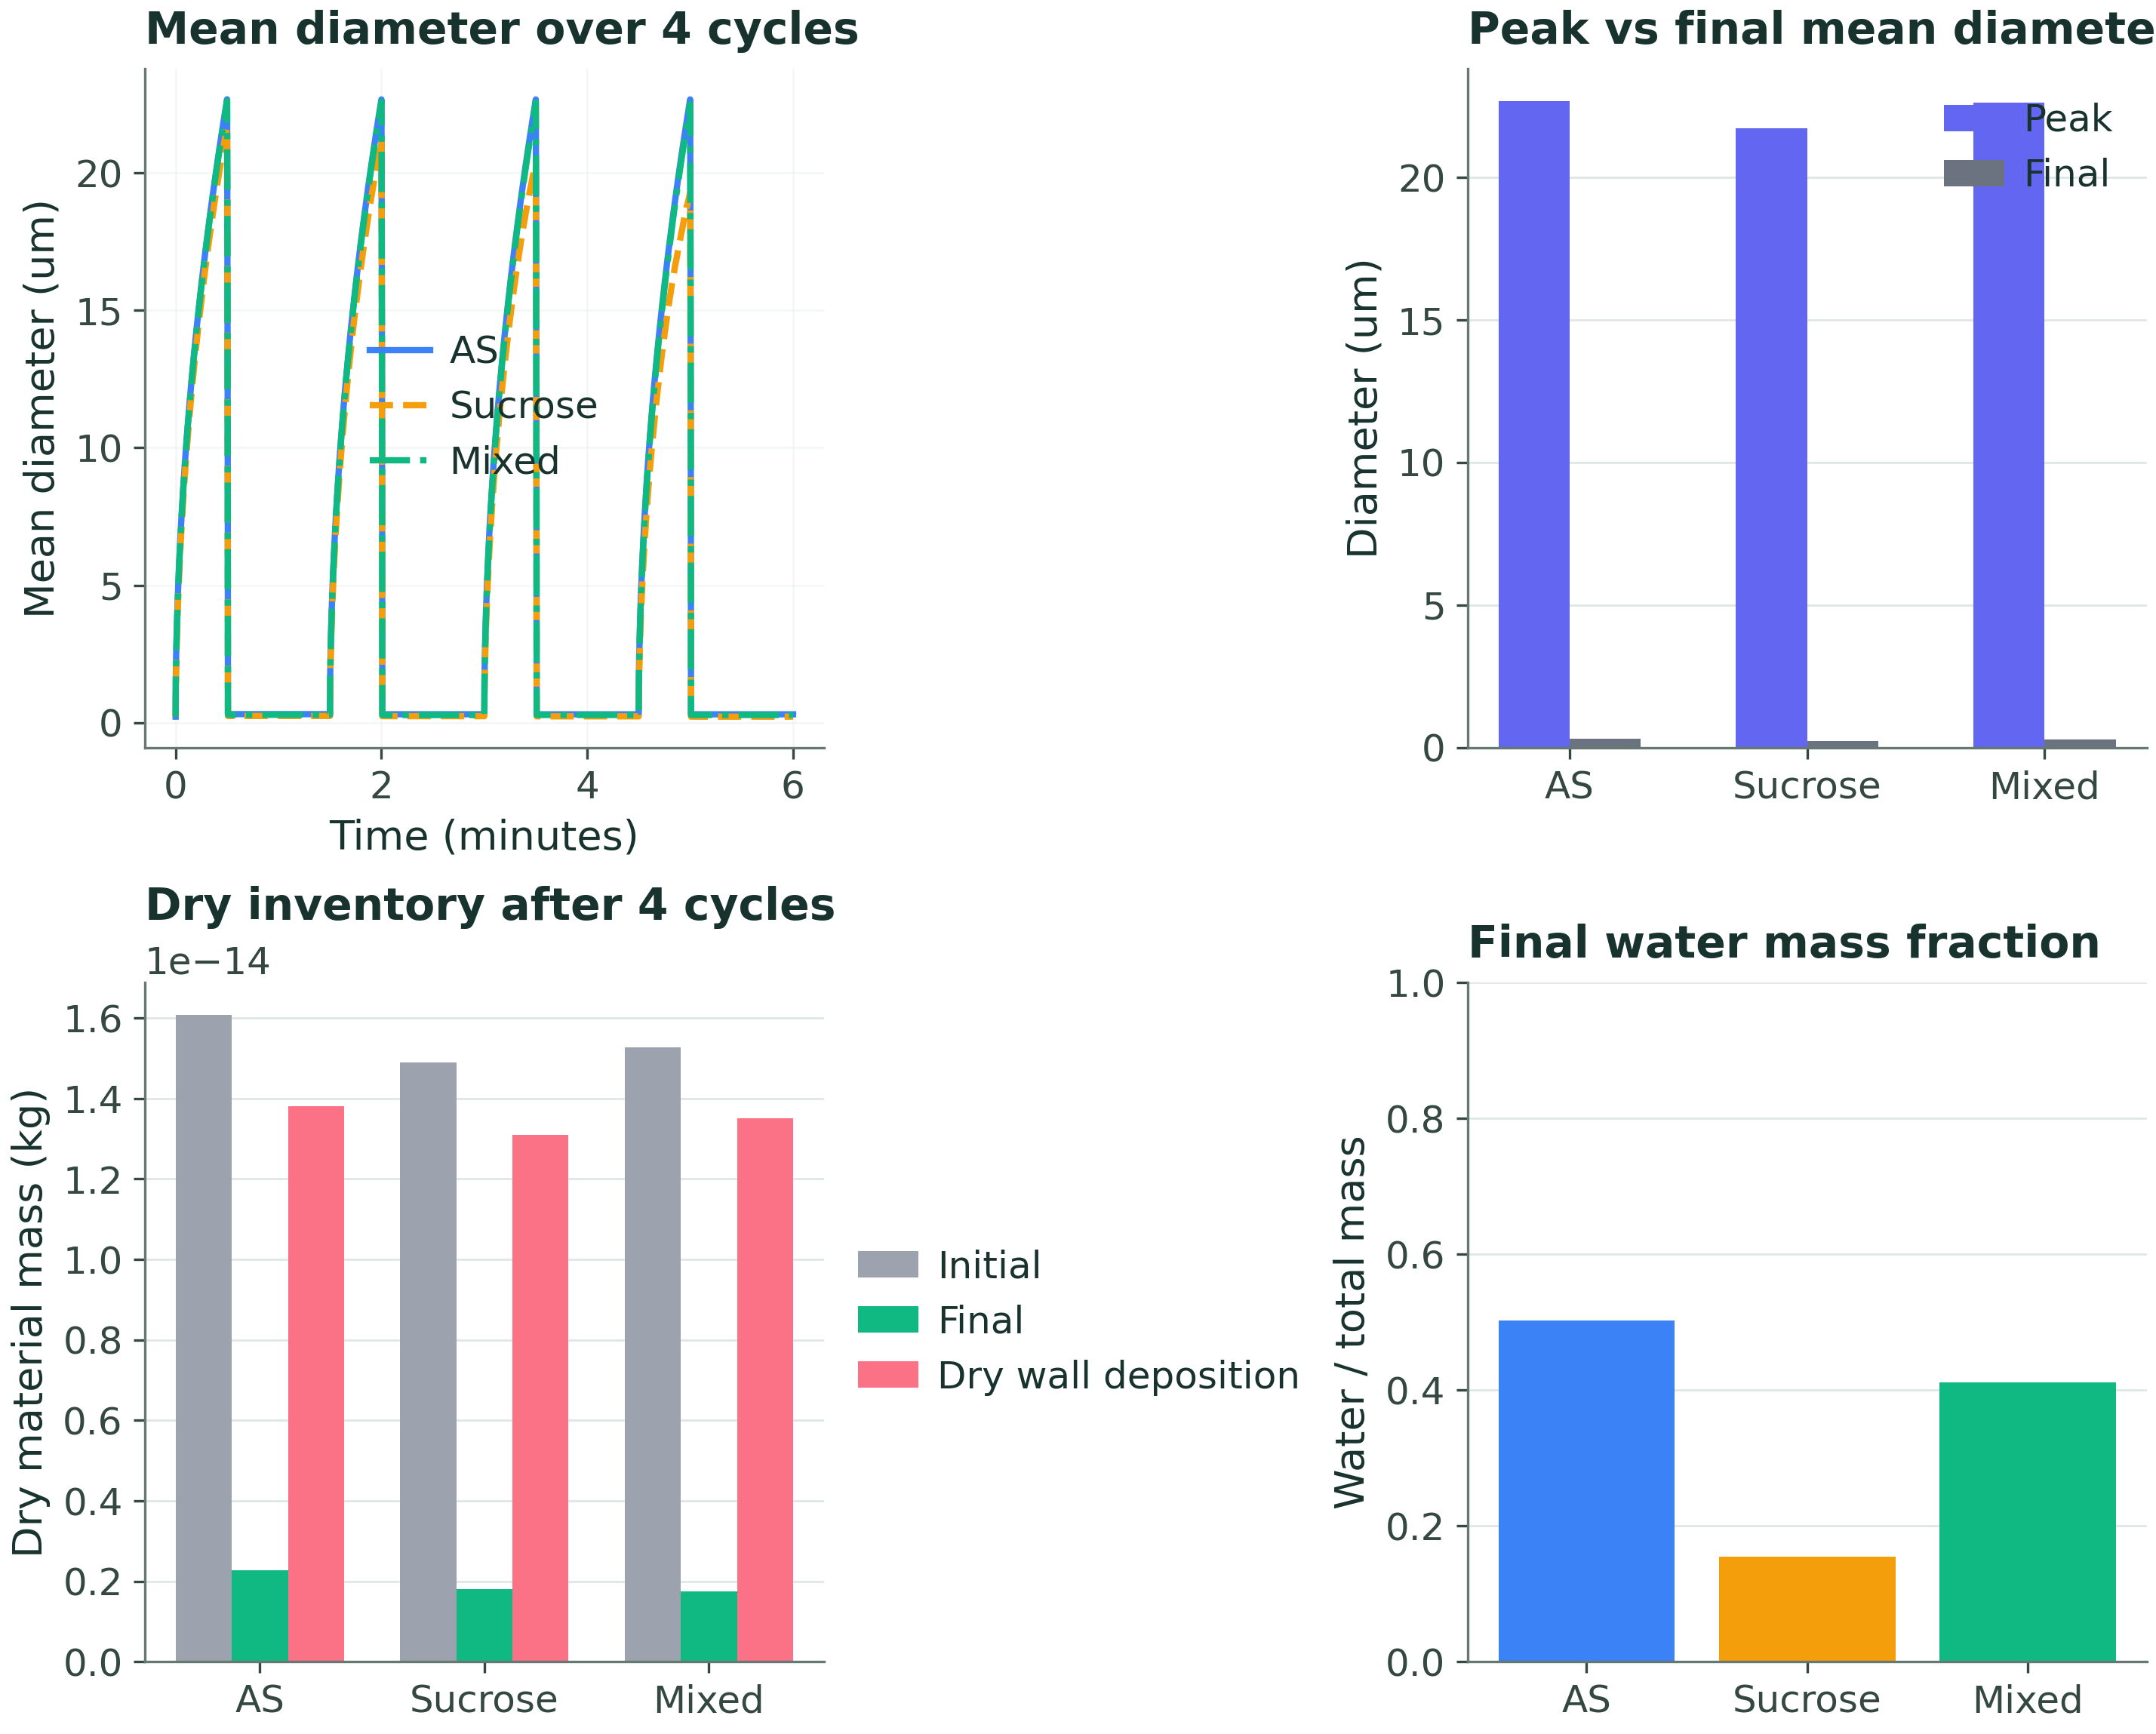 Mean diameter over 4 cycles
Mean diameter (um)
20
15
10
5
0
AS
Sucrose
Mixed
0
2
4
6
Time (minutes)
Peak vs final mean diamete
Diameter (um)
20
15
10
5
0
Peak
Final
AS
Sucrose
Mixed
Dry inventory after 4 cycles
1e−14
Dry material mass (kg)
1.6
1.4
1.2
1.0
0.8
0.6
0.4
0.2
0.0
AS
Sucrose
Mixed
Initial
Final
Dry wall deposition
Final water mass fraction
Water / total mass
1.0
0.8
0.6
0.4
0.2
0.0
AS
Sucrose
Mixed